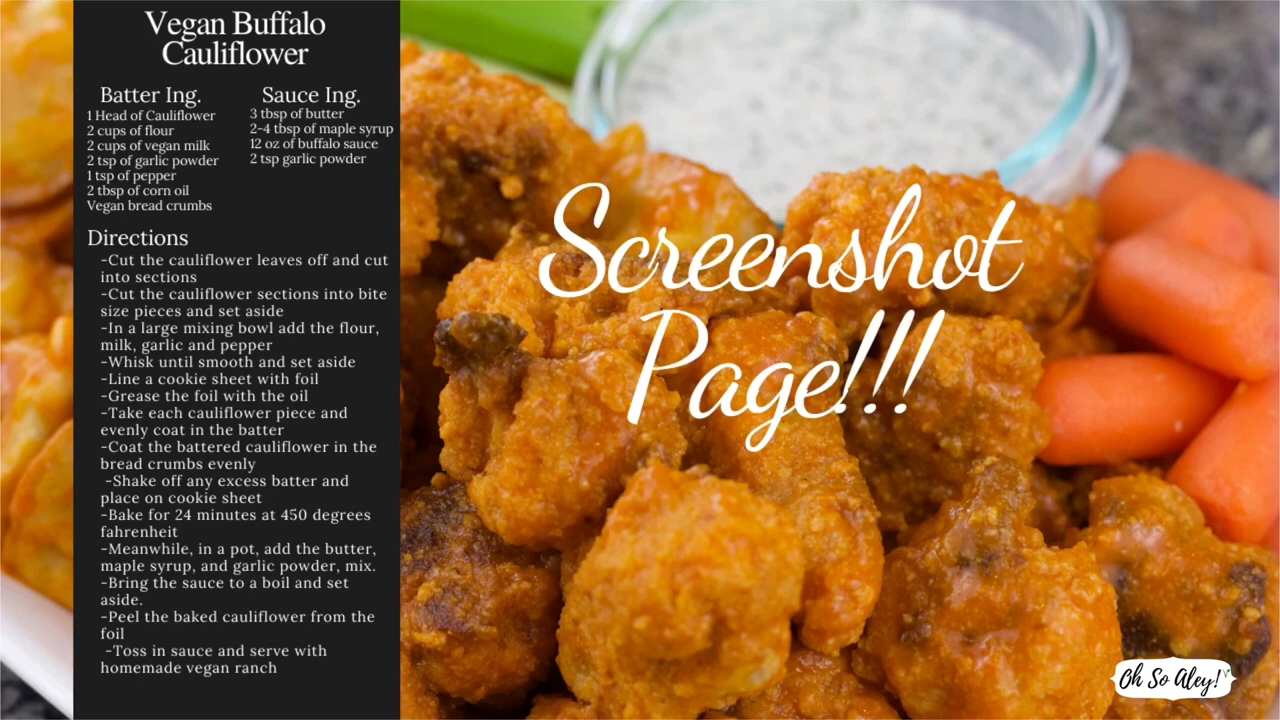 Vegan Buffalo
Cauliflower
Batter Ing.
1 Head of Cauliflower
2 cups of flour
2 cups of vegan milk
2 tsp of garlic powder
1 tsp of pepper
2 tbsp of corn oil
Vegan bread crumbs
Sauce Ing.
3 tbsp of butter
2-4 tbsp of maple syrup
12 oz of buffalo sauce
2 tsp garlic powder
Directions
-Cut the cauliflower leaves off and cut
into sections
-Cut the cauliflower sections into bite
size pieces and set aside
-In a large mixing bowl add the flour,
milk, garlic and pepper
-Whisk until smooth and set aside
-Line a cookie sheet with foil
-Grease the foil with the oil
-Take each cauliflower piece and
evenly coat in the batter
-Coat the battered cauliflower in the
bread crumbs evenly
-Shake off any excess batter and
place on cookie sheet
-Bake for 24 minutes at 450 degrees
fahrenheit
-Meanwhile, in a pot, add the butter,
maple syrup, and garlic powder, mix.
-Bring the sauce to a boil and set
aside.
-Peel the baked cauliflower from the
foil
-Toss in sauce and serve with
homemade vegan ranch
Screenshot
Page!!!
Oh So Aley!